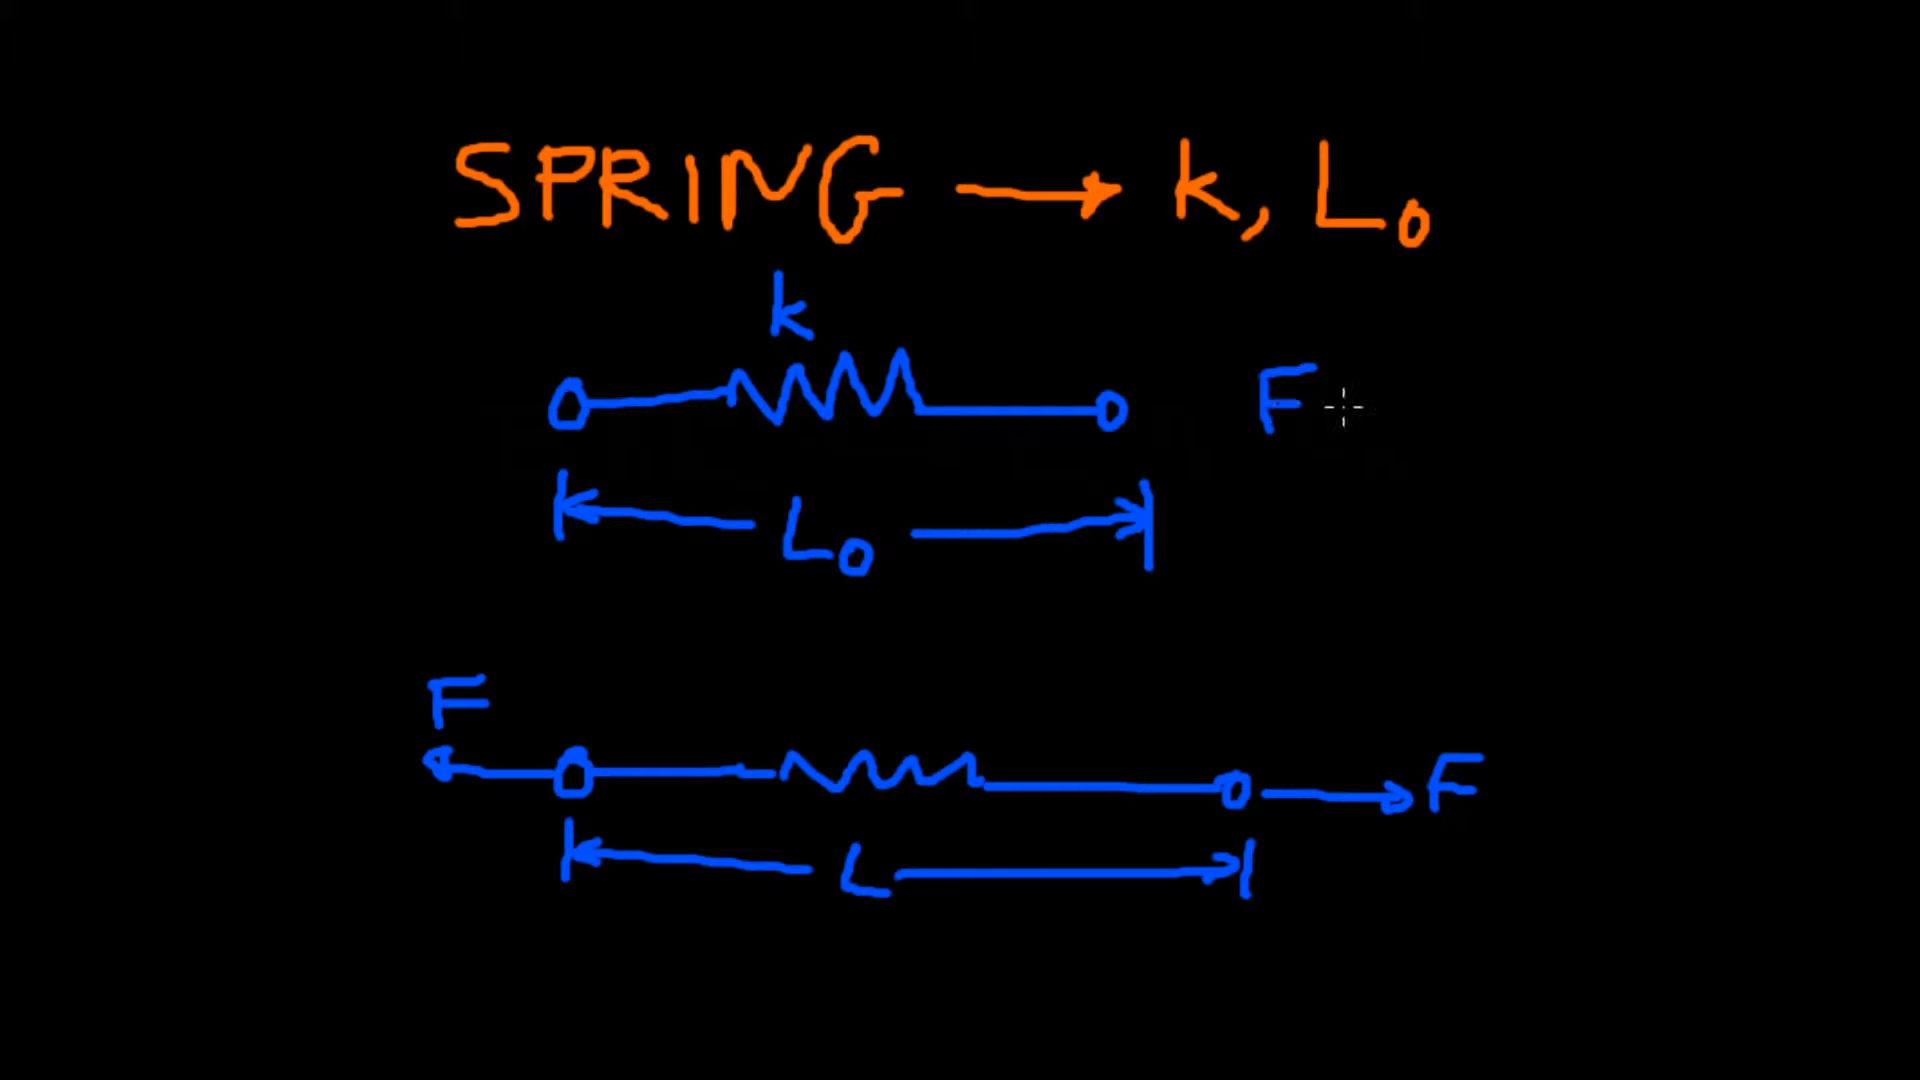 SPRING → k, L₀
k
F
L₀
F
F
L